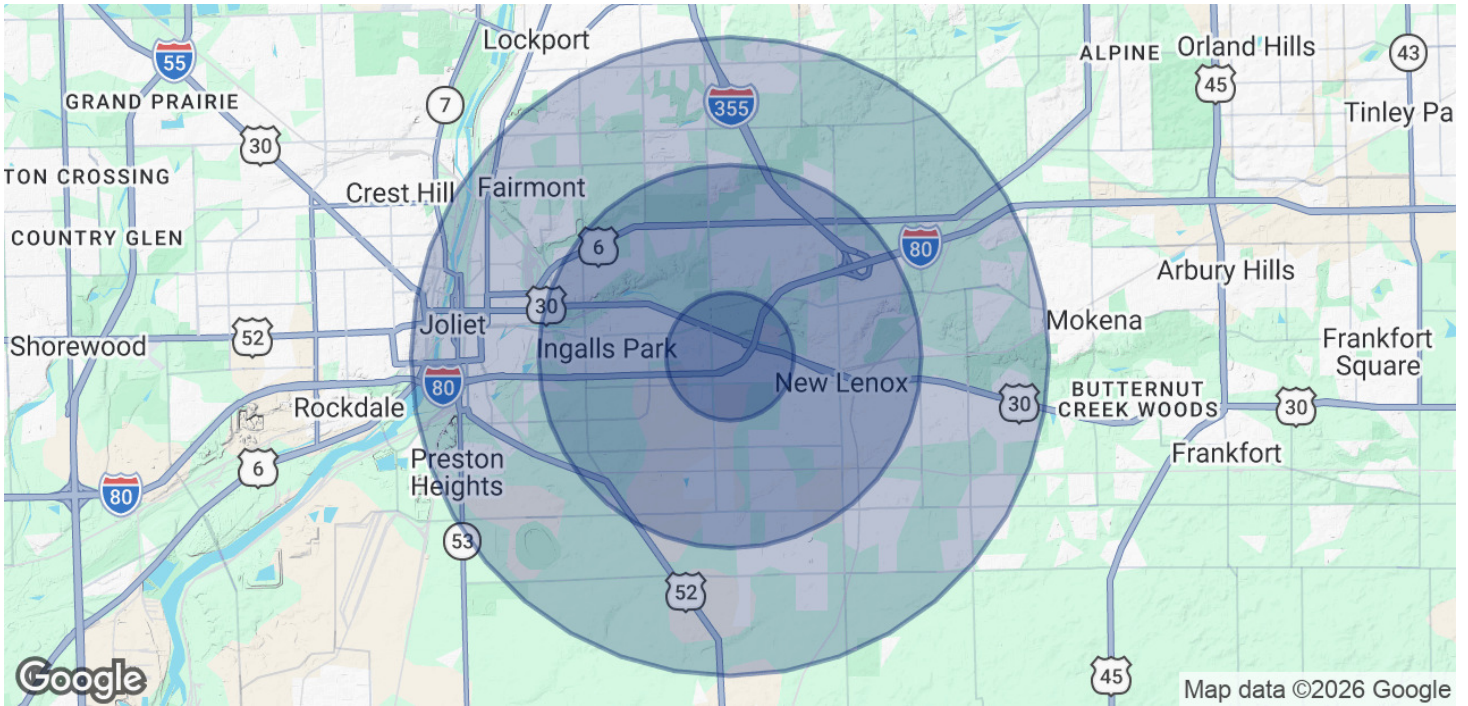 Lockport
ALPINE
Orland Hills
43
55
45
GRAND PRAIRIE
7
355
Tinley Pa
30
TON CROSSING
Crest Hill
Fairmont
COUNTRY GLEN
6
80
Arbury Hills
30
Mokena
Joliet
52
Shorewood
Ingalls Park
Frankfort
Square
80
New Lenox
BUTTERNUT
CREEK WOODS
Rockdale
30
30
Preston
Heights
Frankfort
6
80
53
52
45
Google
Map data ©2026 Google